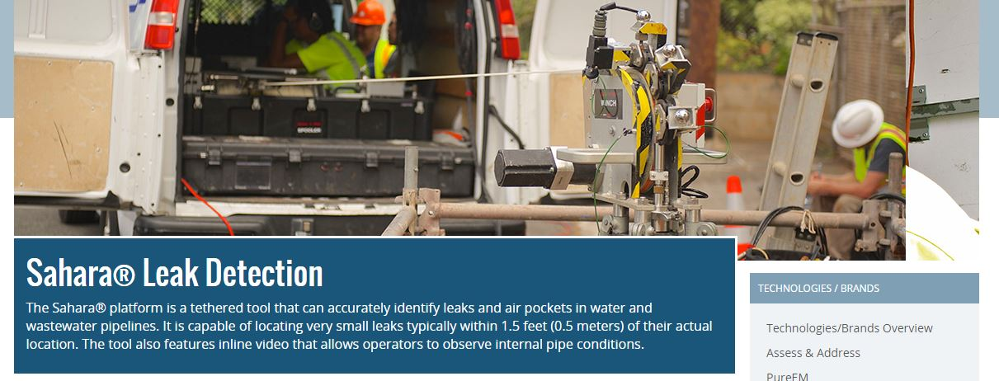 WINCH
SPOOLER
Sahara® Leak Detection
The Sahara® platform is a tethered tool that can accurately identify leaks and air pockets in water and
wastewater pipelines. It is capable of locating very small leaks typically within 1.5 feet (0.5 meters) of their actual
location. The tool also features inline video that allows operators to observe internal pipe conditions.
TECHNOLOGIES / BRANDS
Technologies/Brands Overview
Assess & Address
PureEM